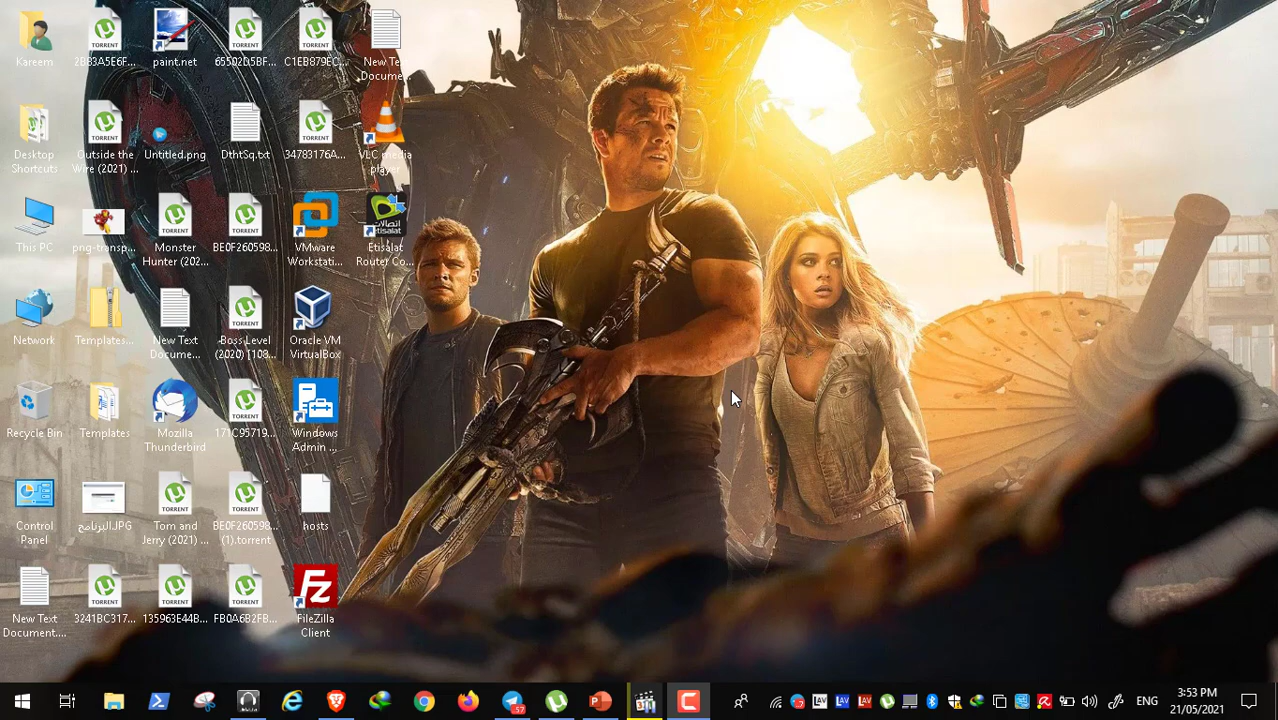 Kareem
2BB3A5E6F...
paint.net
65502D5BF...
C1EB879EC...
New Text
Docume...
Desktop
Shortcuts
Outside the
Wire (2021) ...
Untitled.png
DthtSq.txt
34783176A...
VLC media
player
This PC
png-transp...
Monster
Hunter (202...
BE0F260598...
VMware
Workstati...
Etisalat
Router Co...
Network
Templates...
New Text
Docume...
Boss Level
(2020) [108...
Oracle VM
VirtualBox
Recycle Bin
Templates
Mozilla
Thunderbird
171C95719...
Windows
Admin ...
Control
Panel
البرنامج.JPG
Tom and
Jerry (2021) ...
BE0F260598...
(1).torrent
hosts
New Text
Document....
3241BC317...
135963E44B...
FB0A6B2FB...
FileZilla
Client
57
ENG
3:53 PM
21/05/2021